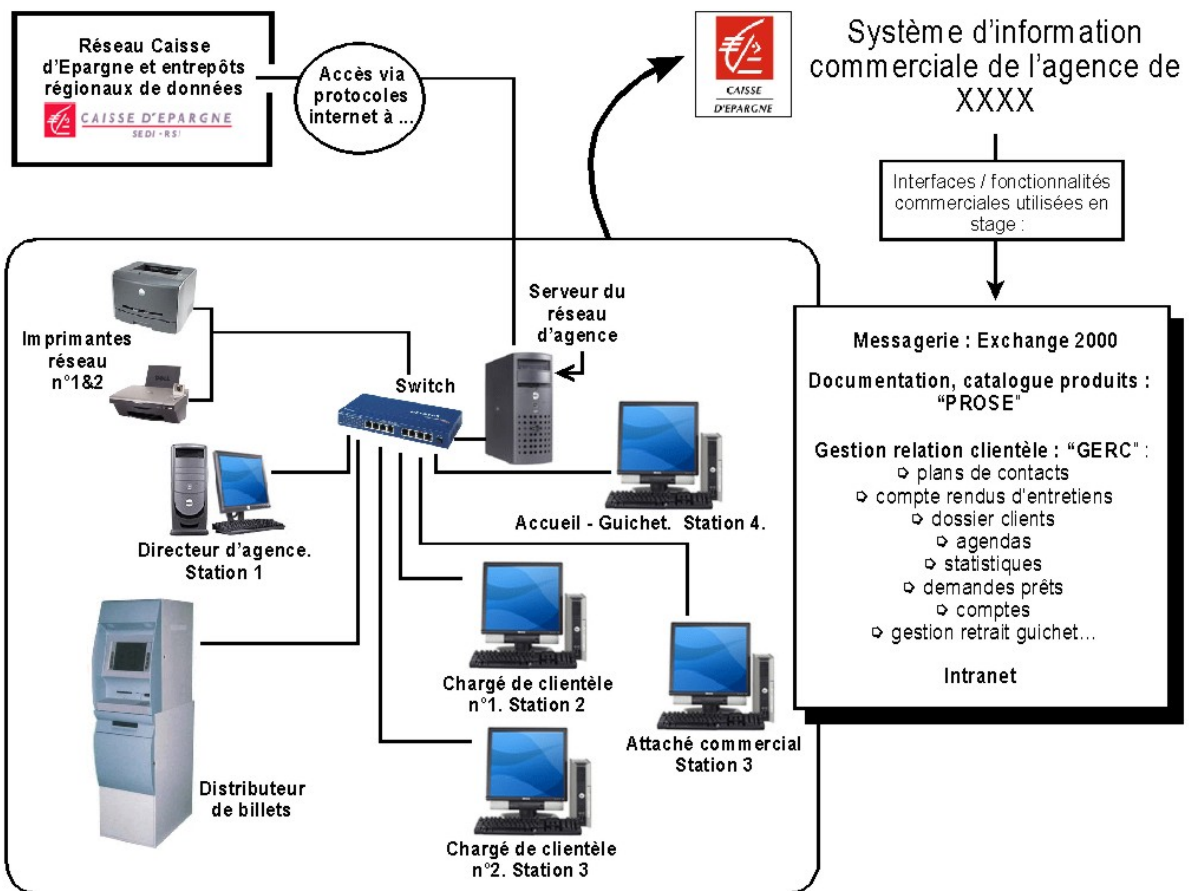 Réseau Caisse
d'Epargne et entrepôts
régionaux de données
CAISSE D'EPARGNE
SEDI - RSI
Accès via
protocoles
internet à ...
CAISSE
D'EPARGNE
Système d'information
commerciale de l'agence de
XXXX
Interfaces / fonctionnalités
commerciales utilisées en
stage :
Imprimantes
réseau
n°1&2
Switch
Serveur du
réseau
d'agence
Directeur d'agence.
Station 1
Accueil - Guichet. Station 4.
Chargé de clientèle
n°1. Station 2
Attaché commercial
Station 3
Distributeur
de billets
Chargé de clientèle
n°2. Station 3
Messagerie : Exchange 2000
Documentation, catalogue produits :
"PROSE"
Gestion relation clientèle : "GERC" :
➪ plans de contacts
➪ compte rendus d'entretiens
➪ dossier clients
➪ agendas
➪ statistiques
➪ demandes prêts
➪ comptes
➪ gestion retrait guichet...
Intranet